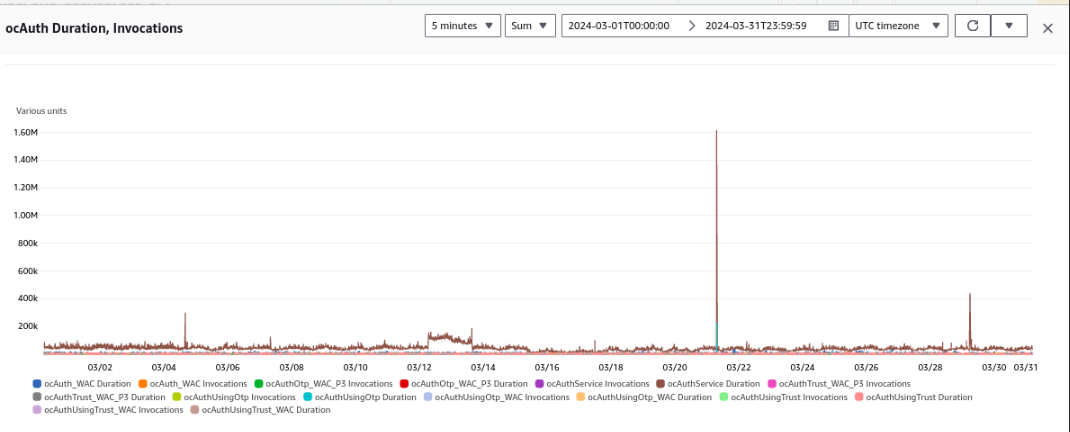 ocAuth Duration, Invocations
5 minutes Sum 2024-03-01T00:00:00 2024-03-31T23:59:59 UTC timezone
Various units
1.60M
1.40M
1.20M
1.00M
800k
600k
400k
200k
03/02 03/04 03/06 03/08 03/10 03/12 03/14 03/16 03/18 03/20 03/22 03/24 03/26 03/28 03/30 03/31
ocAuth_WAC Duration ocAuth_WAC Invocations ocAuthOtp_WAC_P3 Invocations ocAuthOtp_WAC_P3 Duration ocAuthService Invocations ocAuthService Duration ocAuthTrust_WAC_P3 Invocations
ocAuthTrust_WAC_P3 Duration ocAuthUsingOtp Invocations ocAuthUsingOtp Duration ocAuthUsingOtp_WAC Invocations ocAuthUsingOtp_WAC Duration ocAuthUsingTrust Invocations ocAuthUsingTrust Duration
ocAuthUsingTrust_WAC Invocations ocAuthUsingTrust_WAC Duration